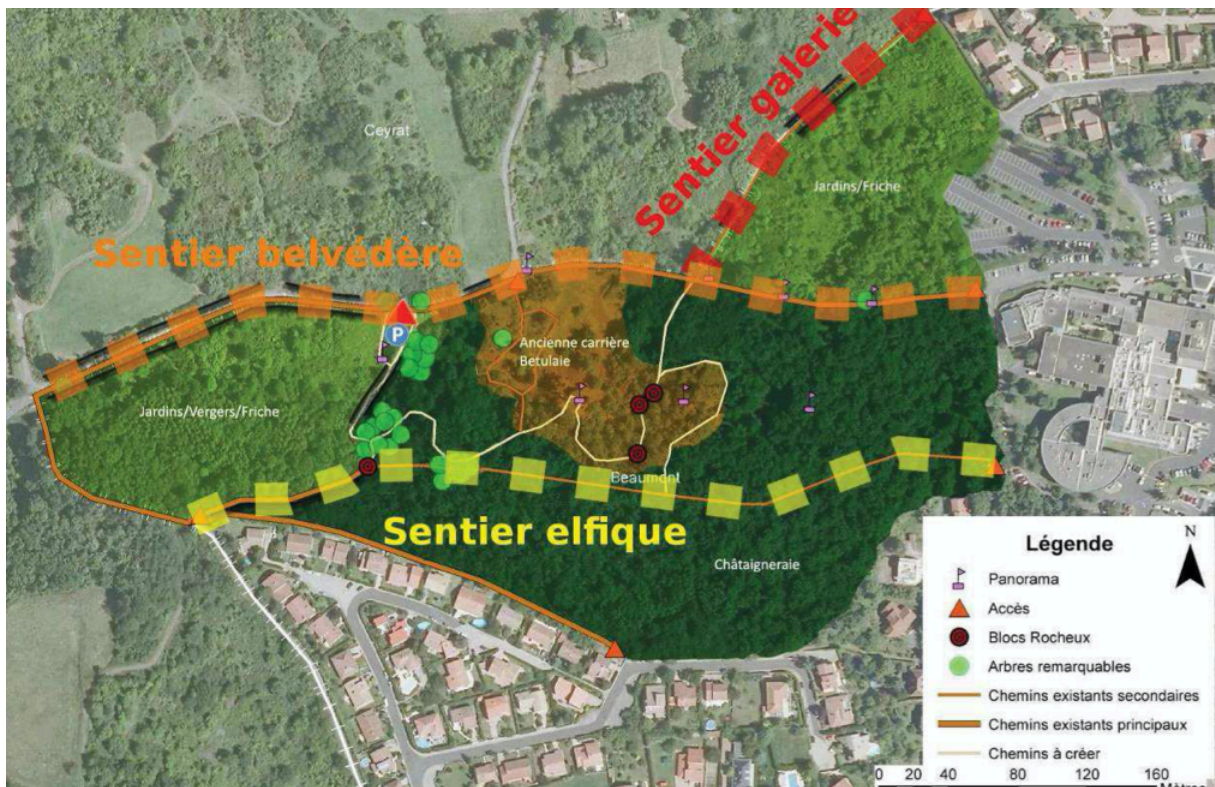 Sentier galerie
Ceyrat
Jardins/Friche
Sentier belvédère
P
Ancienne carrière
Betulaie
Jardins/Vergers/Friche
Beaumont
Sentier elfique
Châtaigneraie
Légende
N
Panorama
Accès
Blocs Rocheux
Arbres remarquables
Chemins existants secondaires
Chemins existants principaux
Chemins à créer
0 20 40 80 120 160
Mètres